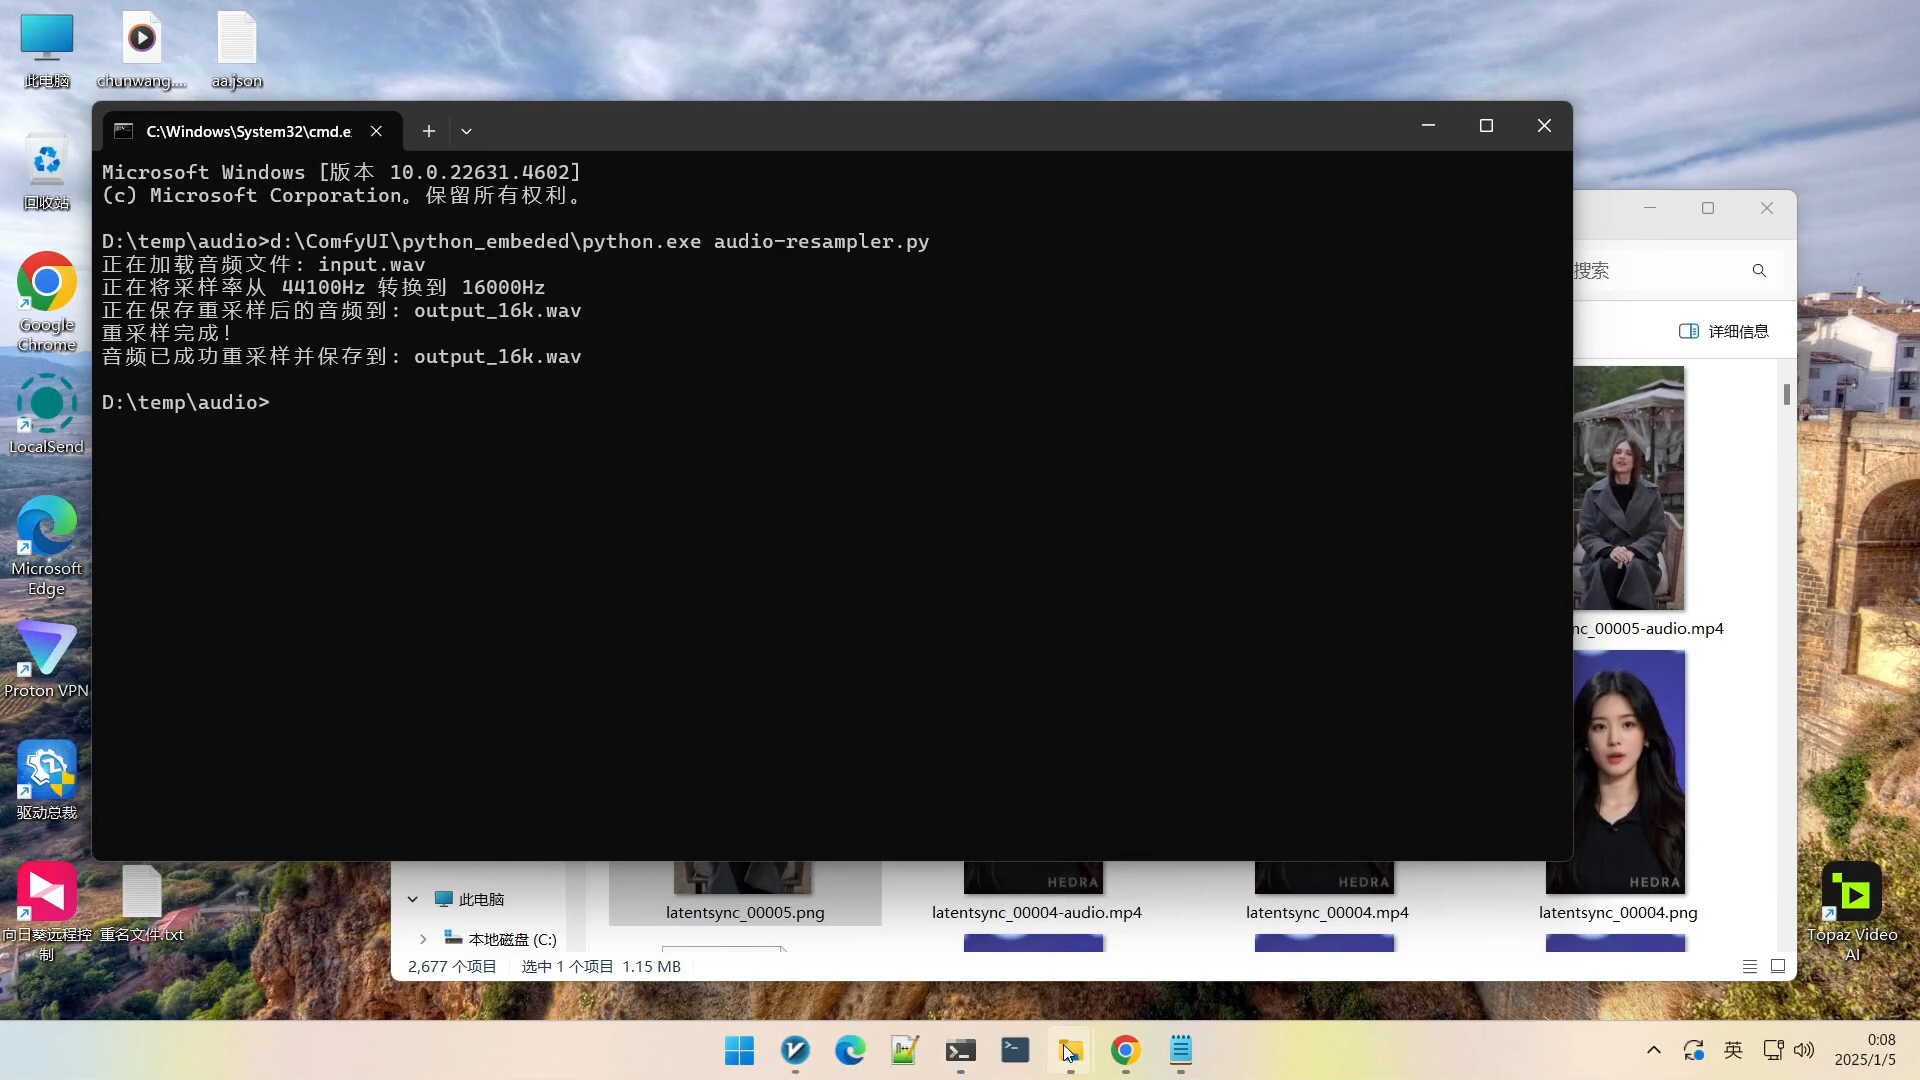 此电脑
chunwang....
aa.json
回收站
Google
Chrome
LocalSend
Microsoft
Edge
Proton VPN
驱动总裁
向日葵远程控
制
重名文件.txt
C:\Windows\System32\cmd.e
Microsoft Windows [版本 10.0.22631.4602]
(c) Microsoft Corporation。保留所有权利。
D:\temp\audio>d:\ComfyUI\python_embeded\python.exe audio-resampler.py
正在加载音频文件: input.wav
正在将采样率从 44100Hz 转换到 16000Hz
正在保存重采样后的音频到: output_16k.wav
重采样完成!
音频已成功重采样并保存到: output_16k.wav
D:\temp\audio>
搜索
详细信息
nc_00005-audio.mp4
HEDRA
HEDRA
HEDRA
latentsync_00005.png
latentsync_00004-audio.mp4
latentsync_00004.mp4
latentsync_00004.png
此电脑
本地磁盘 (C:)
2,677 个项目
选中 1 个项目 1.15 MB
Topaz Video
AI
英
0:08
2025/1/5